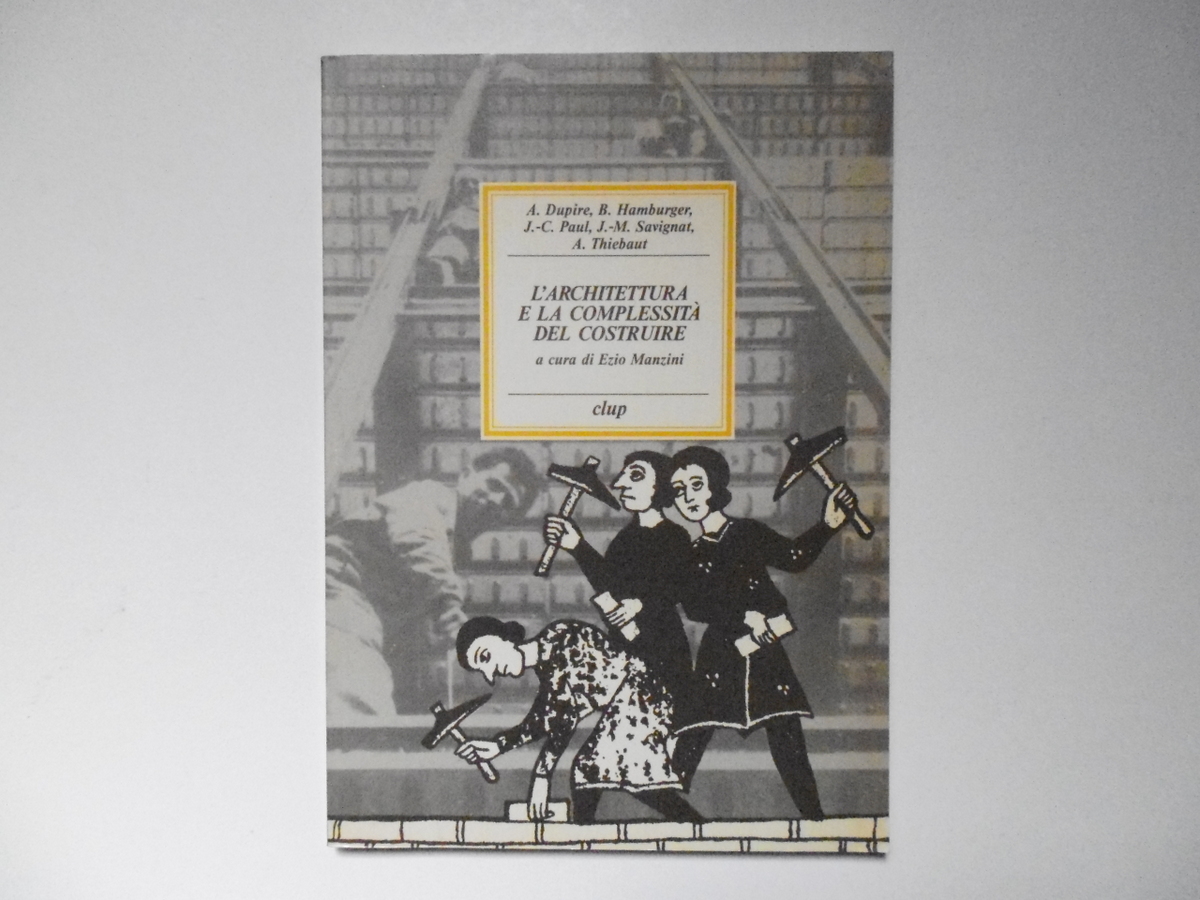 A. Dupire, B. Hamburger,
J.-C. Paul, J.-M. Savignat,
A. Thiebaut
L'ARCHITETTURA
E LA COMPLESSITÀ
DEL COSTRUIRE
a cura di Ezio Manzini
clup